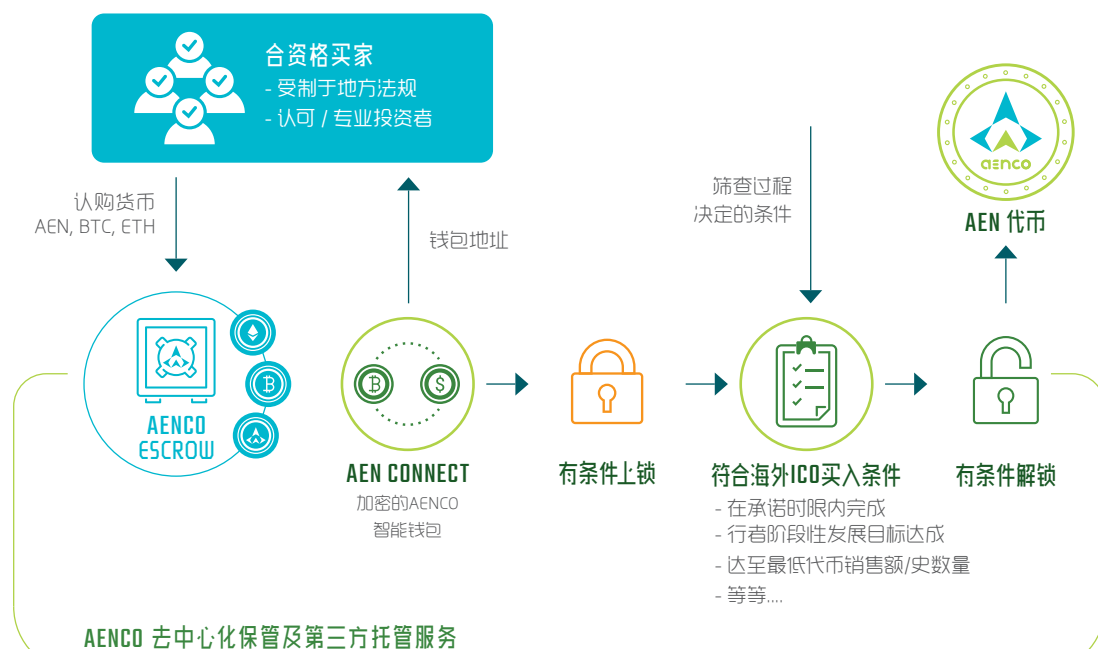 合资格买家
- 受制于地方法规
- 认可 / 专业投资者
认购货币
AEN, BTC, ETH
钱包地址
筛查过程
决定的条件
aenco
AEN 代币
AENCO
ESCROW
AEN CONNECT
加密的AENCO
智能钱包
有条件上锁
符合海外ICO买入条件
- 在承诺时限内完成
- 行者阶段性发展目标达成
- 达至最低代币销售额/史数量
- 等等....
有条件解锁
AENCO 去中心化保管及第三方托管服务